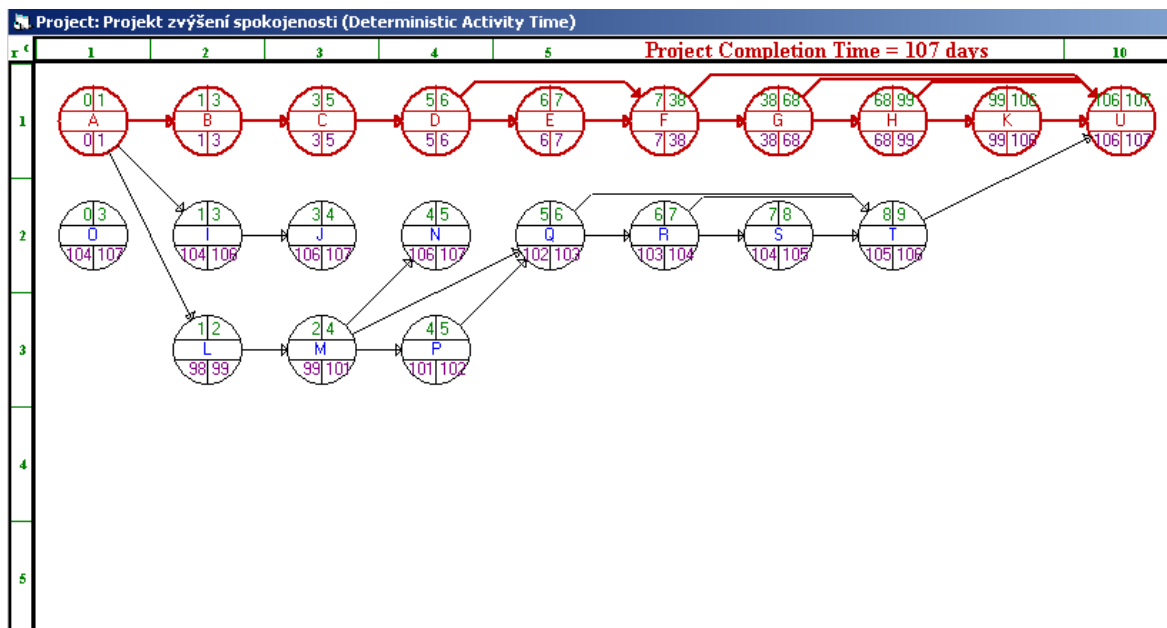 Project: Projekt zvýšení spokojenosti (Deterministic Activity Time)
r c 1 2 3 4 5 Project Completion Time = 107 days 10
0 1 1 3 3 5 5 6 6 7 7 38 38 68 68 99 99 106 106 107
1 A B C D E F G H K U
0 1 1 3 3 5 5 6 6 7 7 38 38 68 68 99 99 106 106 107
0 3 1 3 3 4 4 5 5 6 6 7 7 8 8 9
2 O I J N Q R S T
104 107 104 106 106 107 106 107 102 103 103 104 104 105 105 106
1 2 2 4 4 5
3 L M P
98 99 99 101 101 102
4
5